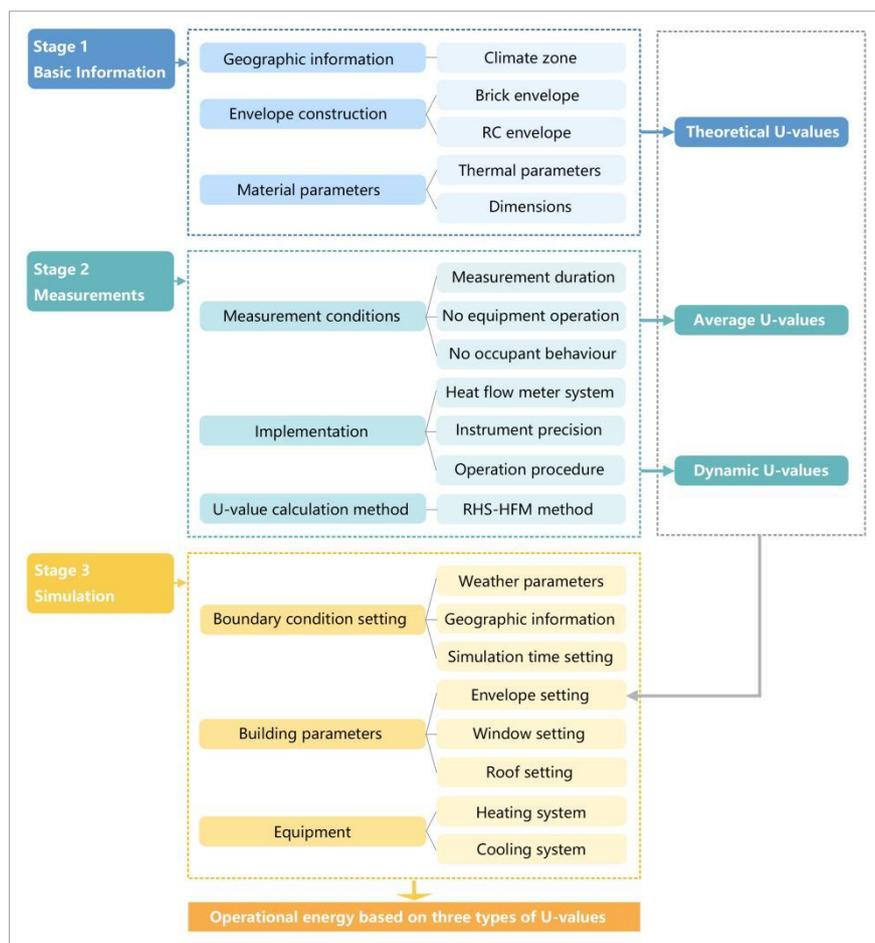 Stage 1
Basic Information
Geographic information
Climate zone
Envelope construction
Brick envelope
RC envelope
Material parameters
Thermal parameters
Dimensions
Theoretical U-values
Stage 2
Measurements
Measurement conditions
Measurement duration
No equipment operation
No occupant behaviour
Average U-values
Implementation
Heat flow meter system
Instrument precision
Operation procedure
Dynamic U-values
U-value calculation method
RHS-HFM method
Stage 3
Simulation
Boundary condition setting
Weather parameters
Geographic information
Simulation time setting
Building parameters
Envelope setting
Window setting
Roof setting
Equipment
Heating system
Cooling system
Operational energy based on three types of U-values